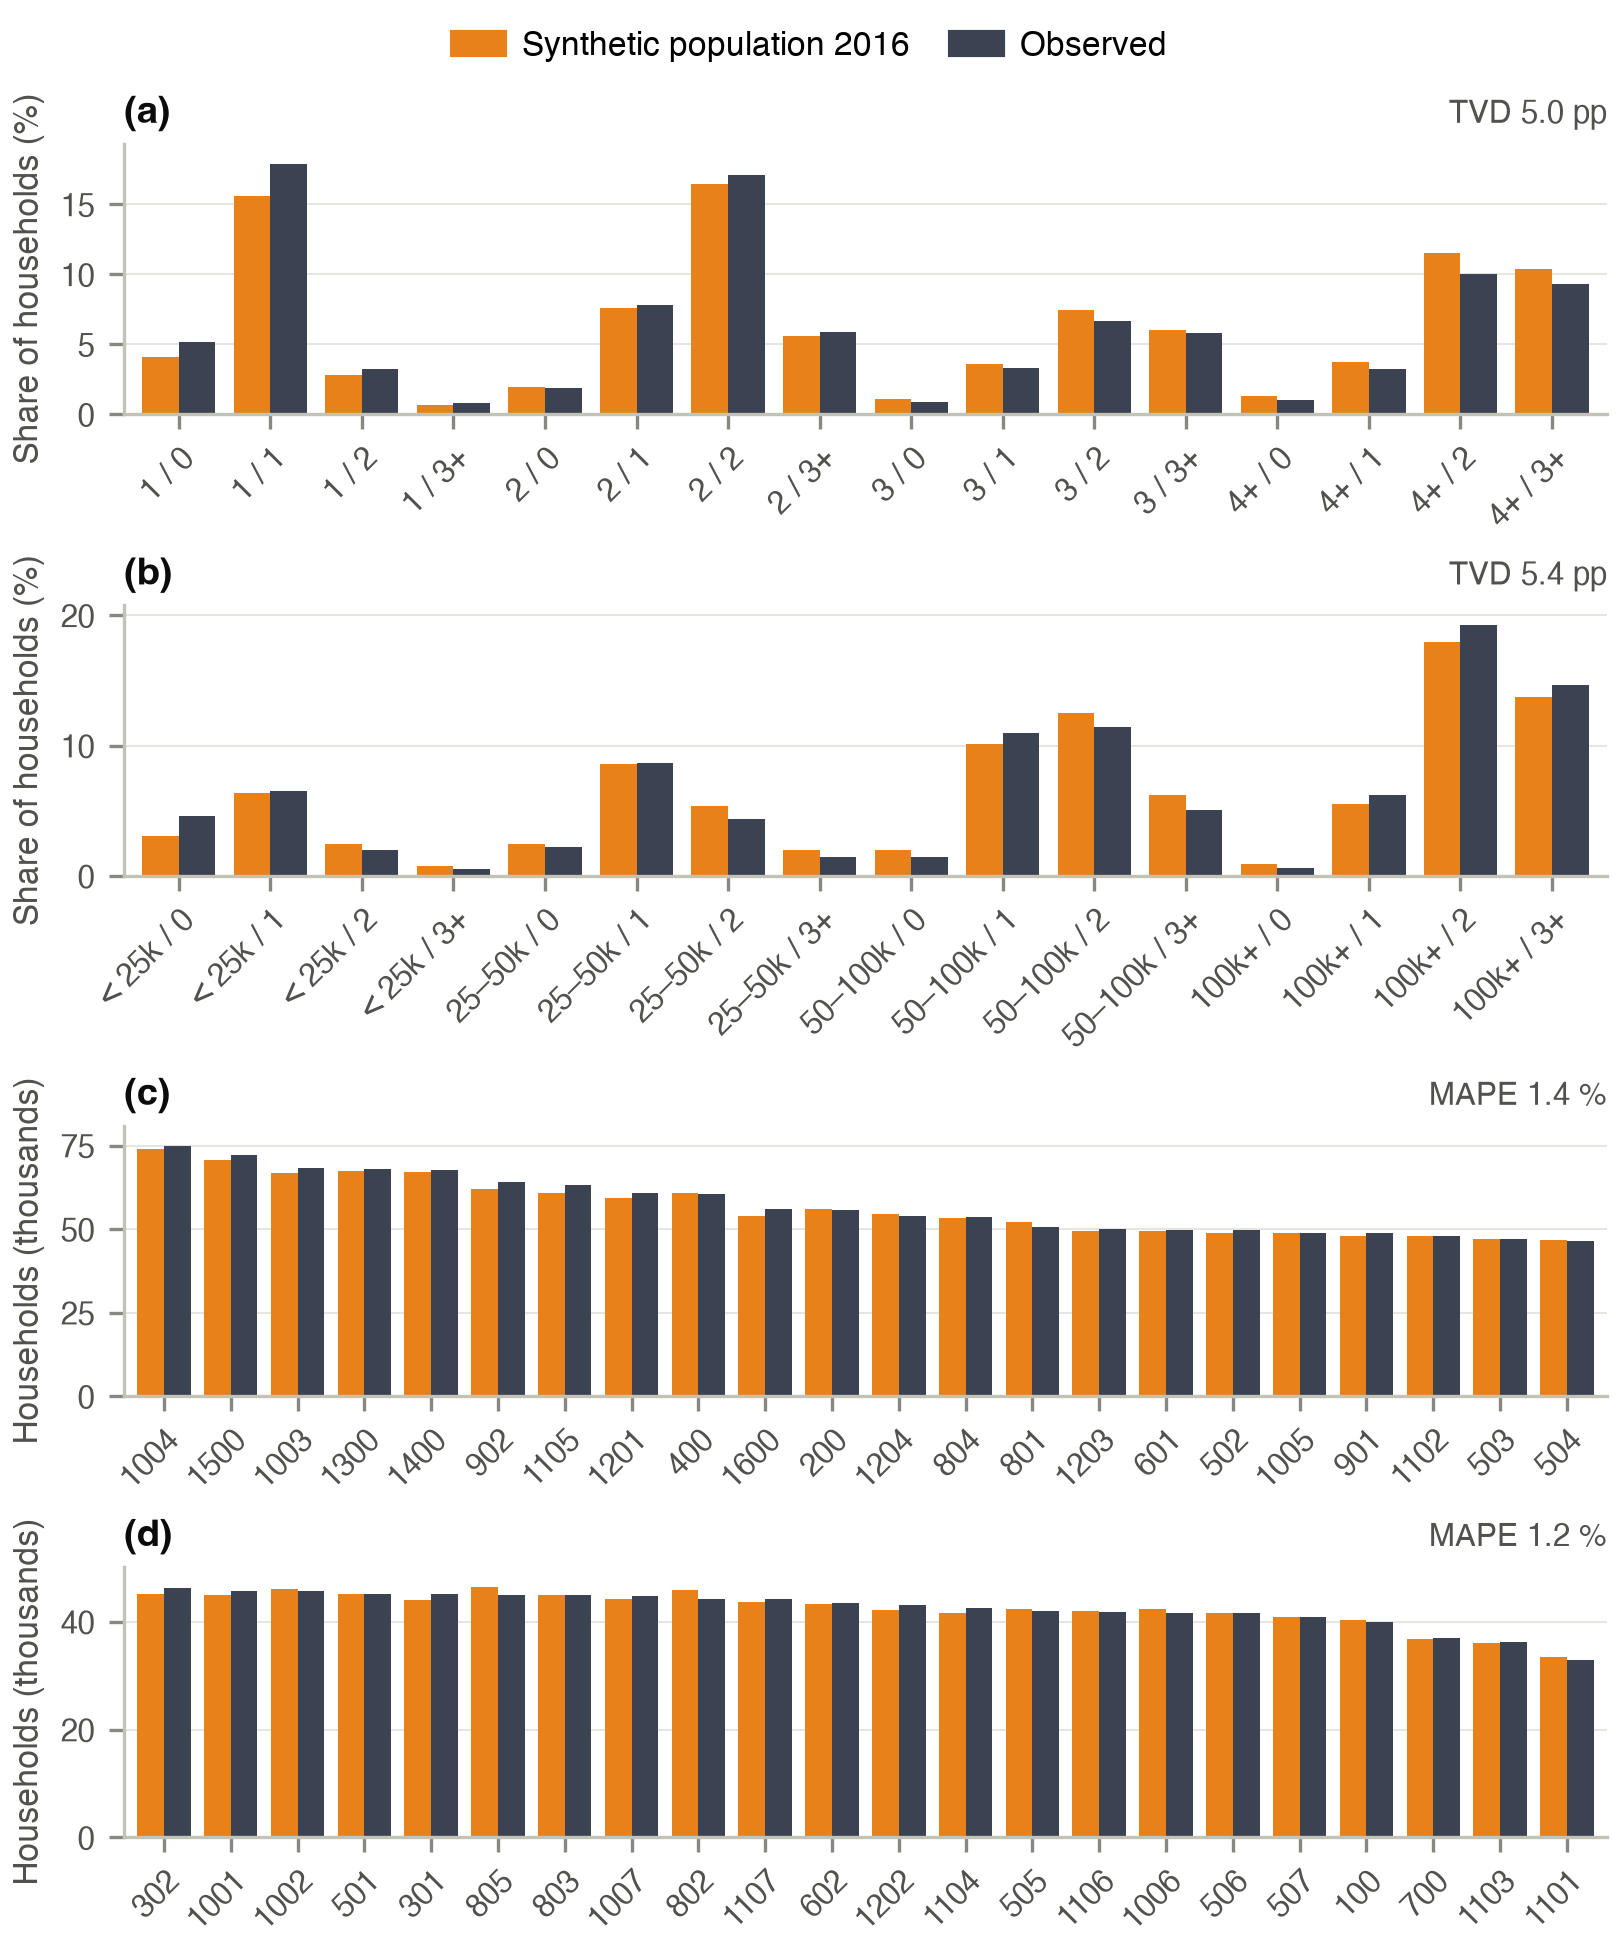 Synthetic population 2016 Observed
(a) TVD 5.0 pp
Share of households (%)
15
10
5
0
1 / 0 1 / 1 1 / 2 1 / 3+ 2 / 0 2 / 1 2 / 2 2 / 3+ 3 / 0 3 / 1 3 / 2 3 / 3+ 4+ / 0 4+ / 1 4+ / 2 4+ / 3+
(b) TVD 5.4 pp
Share of households (%)
20
10
0
< 25k / 0 < 25k / 1 < 25k / 2 < 25k / 3+ 25–50k / 0 25–50k / 1 25–50k / 2 25–50k / 3+ 50–100k / 0 50–100k / 1 50–100k / 2 50–100k / 3+ 100k+ / 0 100k+ / 1 100k+ / 2 100k+ / 3+
(c) MAPE 1.4 %
Households (thousands)
75
50
25
0
1004 1500 1003 1300 1400 902 1105 1201 400 1600 200 1204 804 801 1203 601 502 1005 901 1102 503 504
(d) MAPE 1.2 %
Households (thousands)
40
20
0
302 1001 1002 501 301 805 803 1007 802 1107 602 1202 1104 505 1106 1006 506 507 100 700 1103 1101